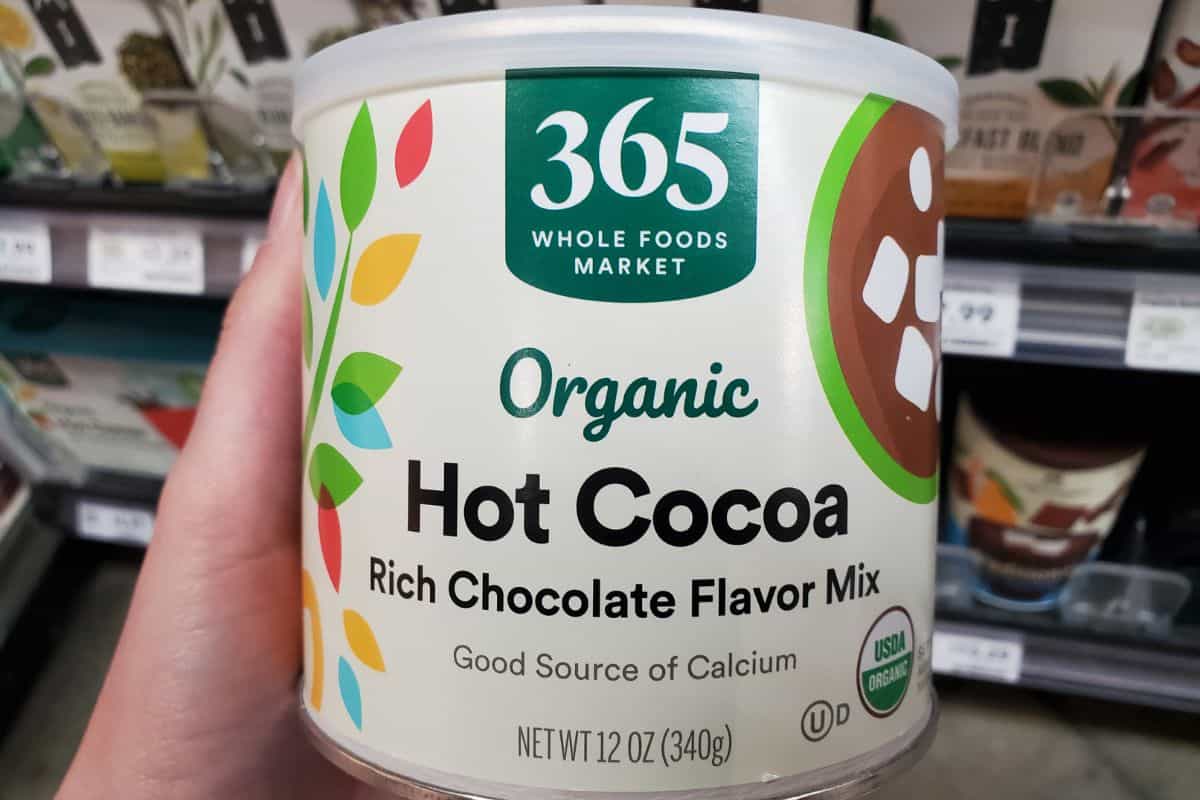 365
WHOLE FOODS
MARKET
Organic
Hot Cocoa
Rich Chocolate Flavor Mix
Good Source of Calcium
USDA
ORGANIC
U D
NET WT 12 OZ (340g)
.99